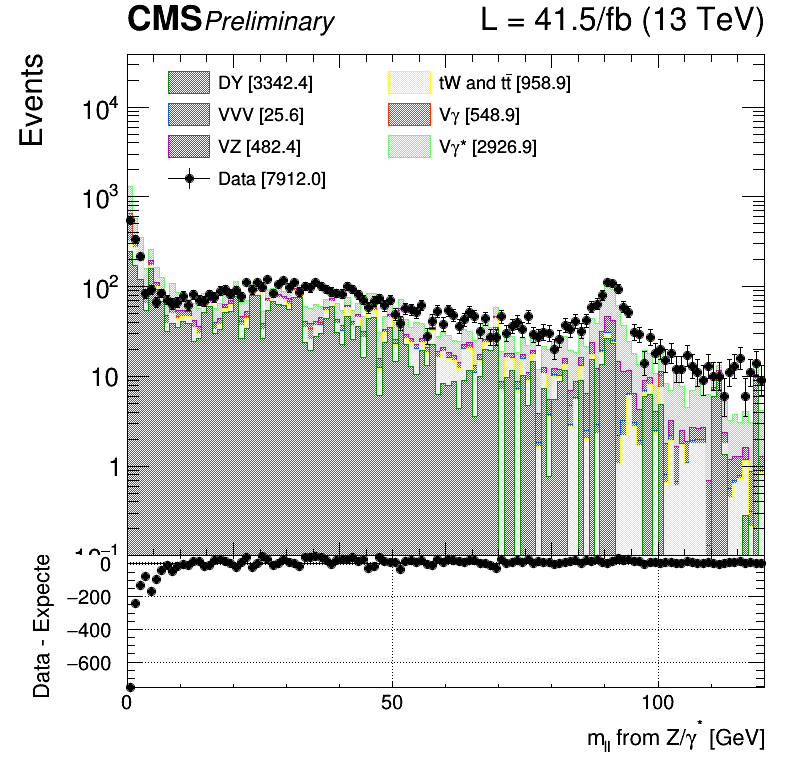 CMS Preliminary L = 41.5/fb (13 TeV)
Events
DY [3342.4] tW and tt̄ [958.9]
VVV [25.6] Vγ [548.9]
VZ [482.4] Vγ* [2926.9]
Data [7912.0]
10⁴
10³
10²
10
1
10⁻¹
Data - Expecte
0
−200
−400
−600
0 50 100
m_ll from Z/γ* [GeV]